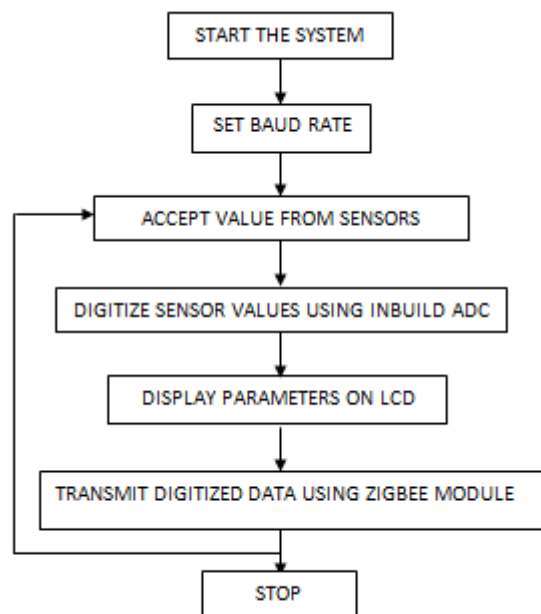 START THE SYSTEM
SET BAUD RATE
ACCEPT VALUE FROM SENSORS
DIGITIZE SENSOR VALUES USING INBUILD ADC
DISPLAY PARAMETERS ON LCD
TRANSMIT DIGITIZED DATA USING ZIGBEE MODULE
STOP